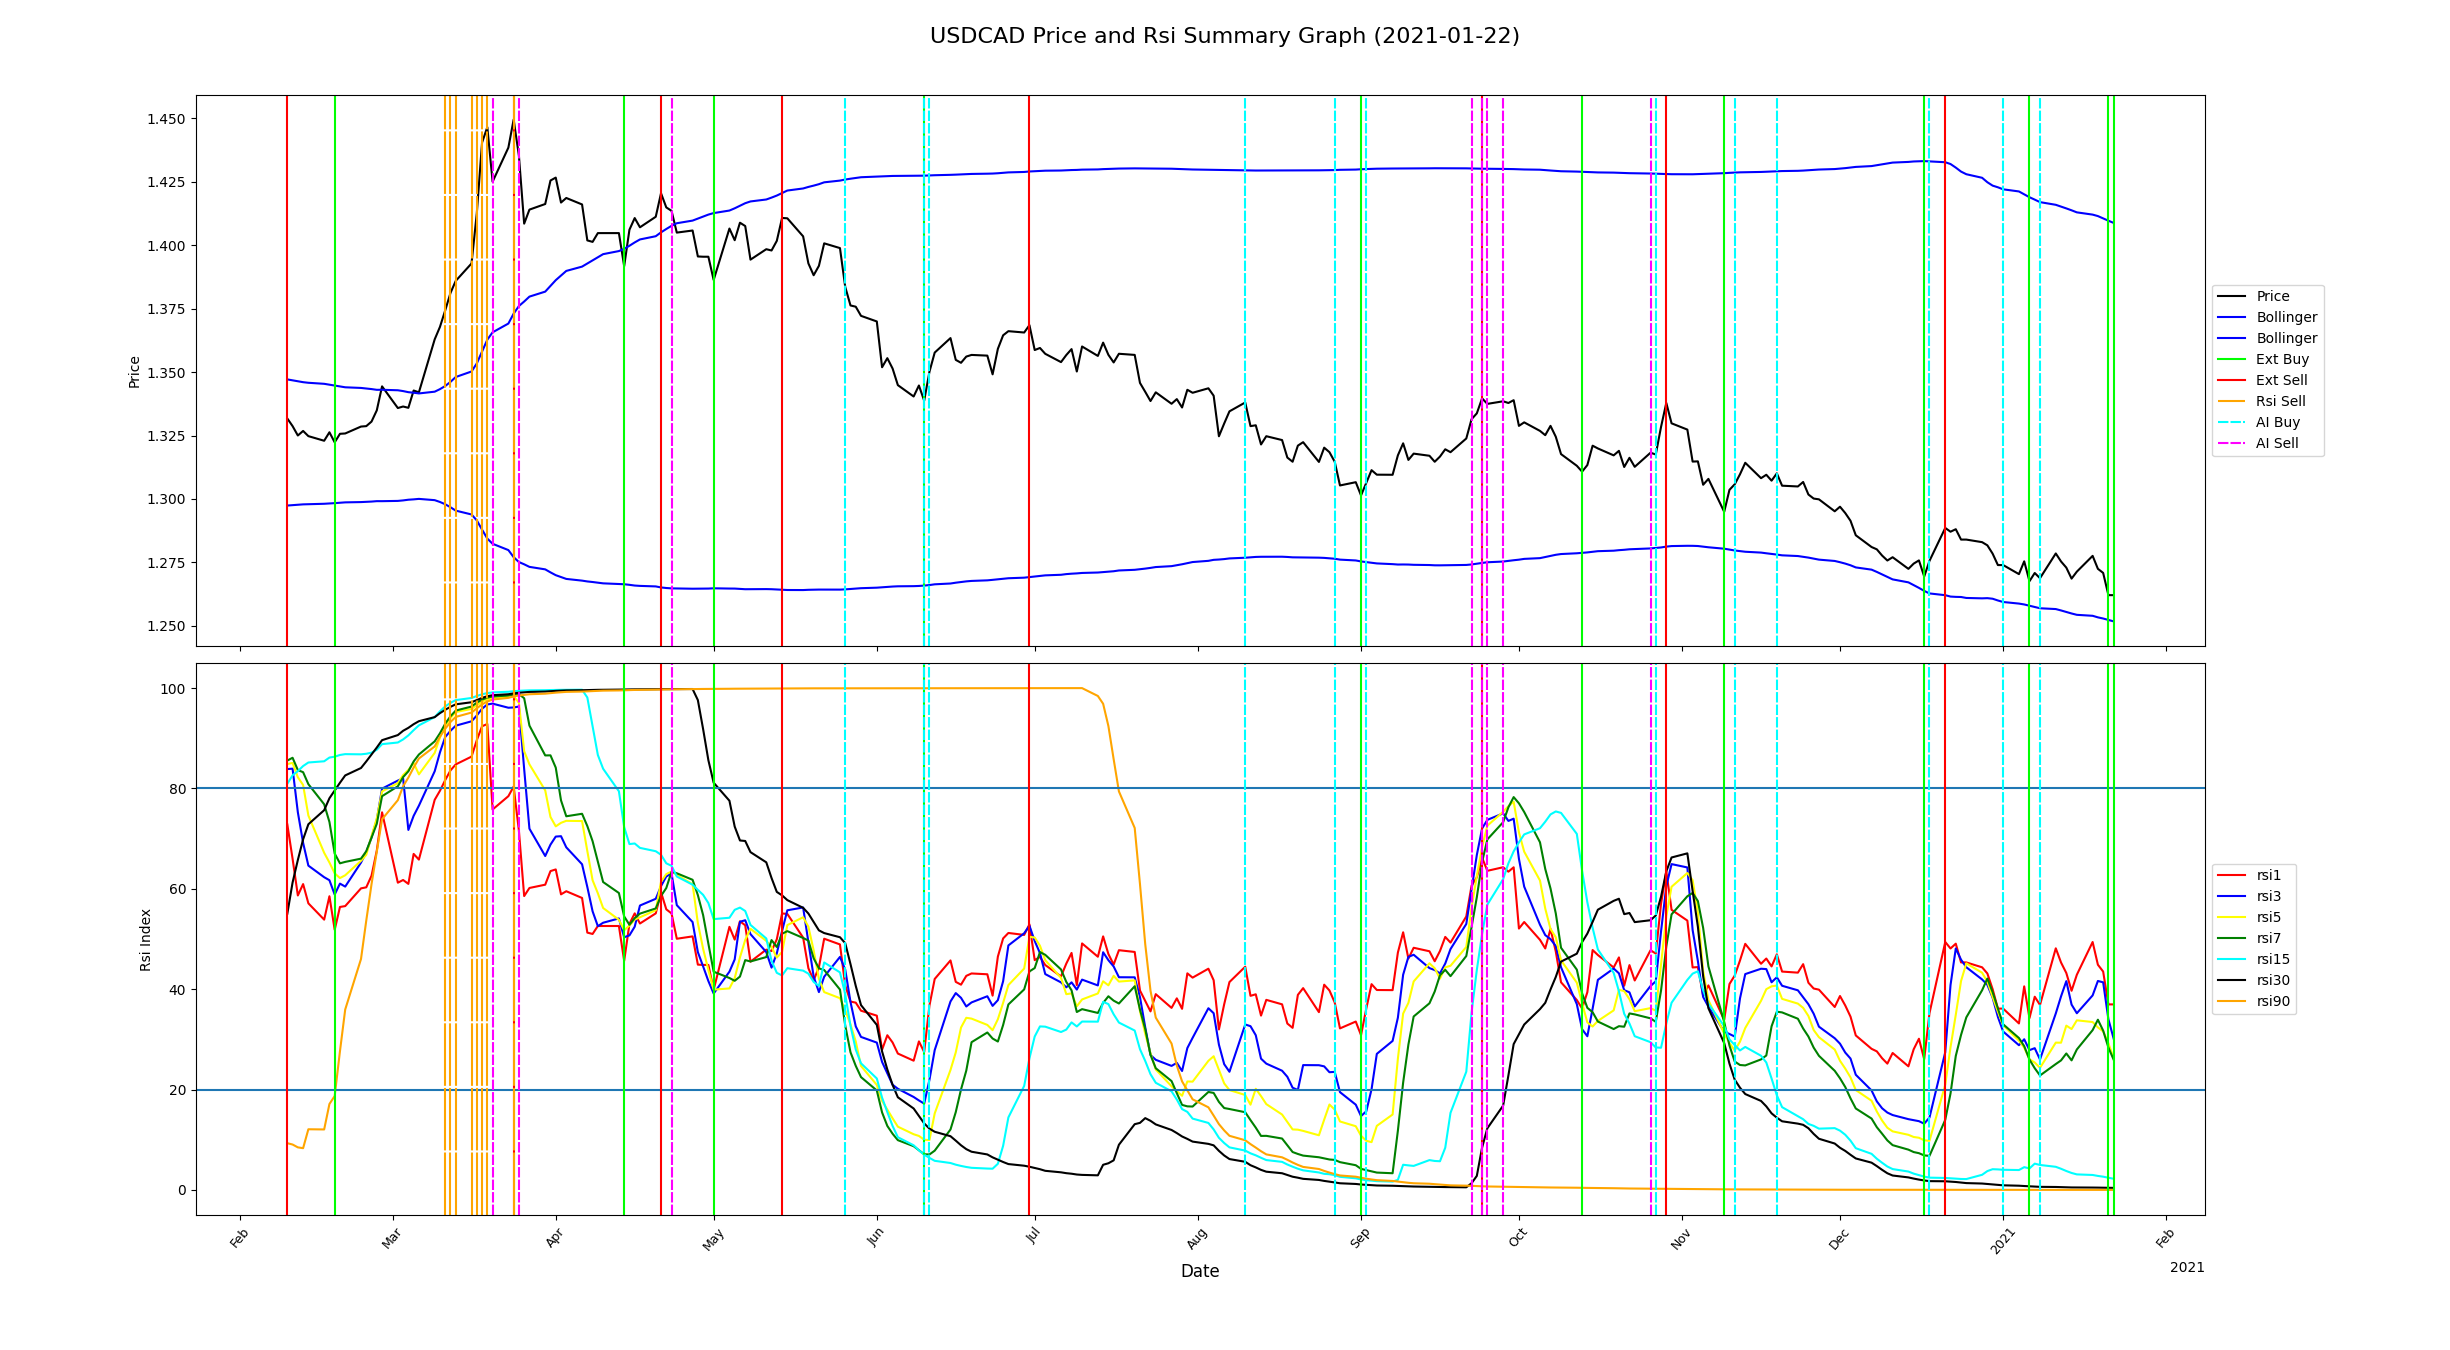 USDCAD Price and Rsi Summary Graph (2021-01-22)
1.450
1.425
1.400
1.375
1.350
1.325
1.300
1.275
1.250
Price
Price
Bollinger
Bollinger
Ext Buy
Ext Sell
Rsi Sell
AI Buy
AI Sell
100
80
60
40
20
0
Rsi Index
rsi1
rsi3
rsi5
rsi7
rsi15
rsi30
rsi90
Feb
Mar
Apr
May
Jun
Jul
Aug
Sep
Oct
Nov
Dec
2021
Feb
Date
2021